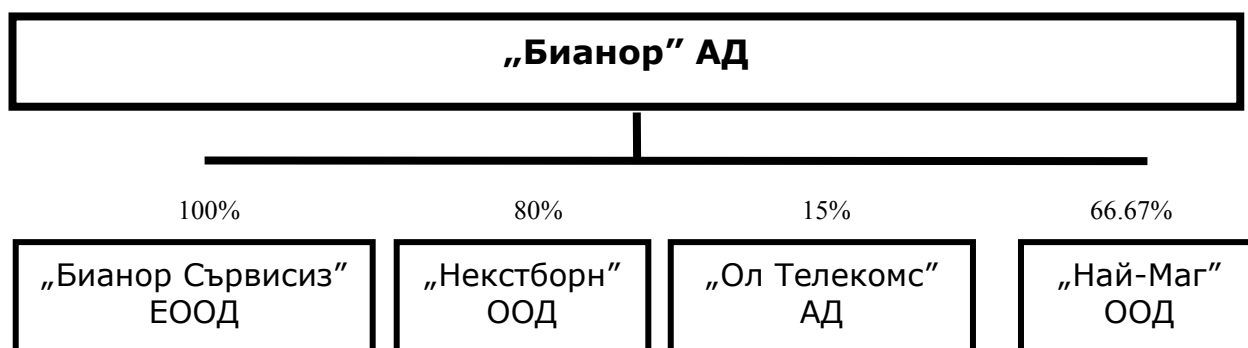 „Бианор” АД
100% 80% 15% 66.67%
„Бианор Сървисиз”
ЕООД
„Некстборн”
ООД
„Ол Телекомс”
АД
„Най-Маг”
ООД